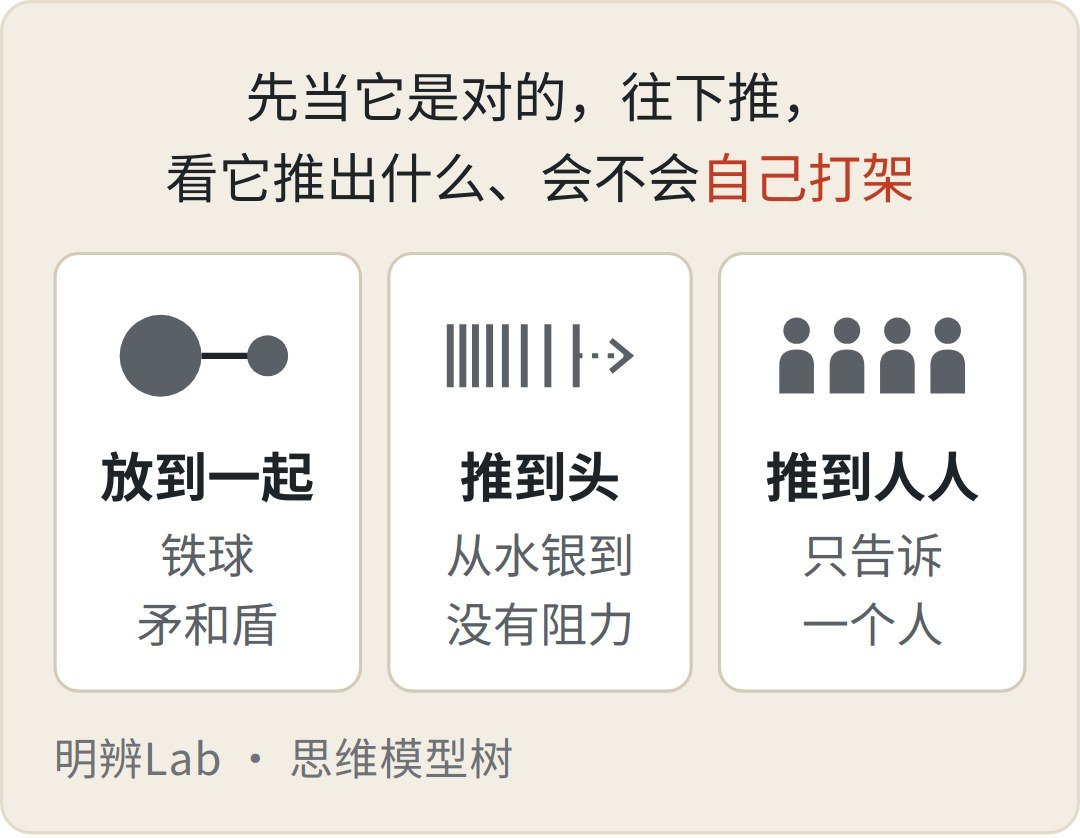 先当它是对的，往下推，
看它推出什么、会不会自己打架
放到一起
铁球
矛和盾
推到头
从水银到
没有阻力
推到人人
只告诉
一个人
明辨Lab · 思维模型树